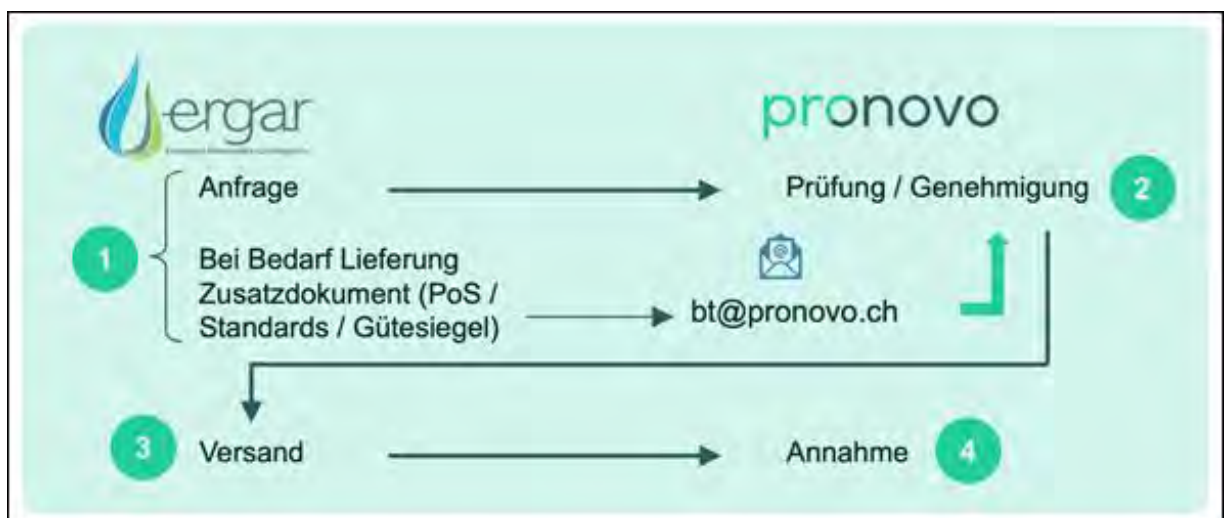 ergar
pronovo
Anfrage
Prüfung / Genehmigung
2
1
Bei Bedarf Lieferung
Zusatzdokument (PoS /
Standards / Gütesiegel)
@
bt@pronovo.ch
3
Versand
Annahme
4